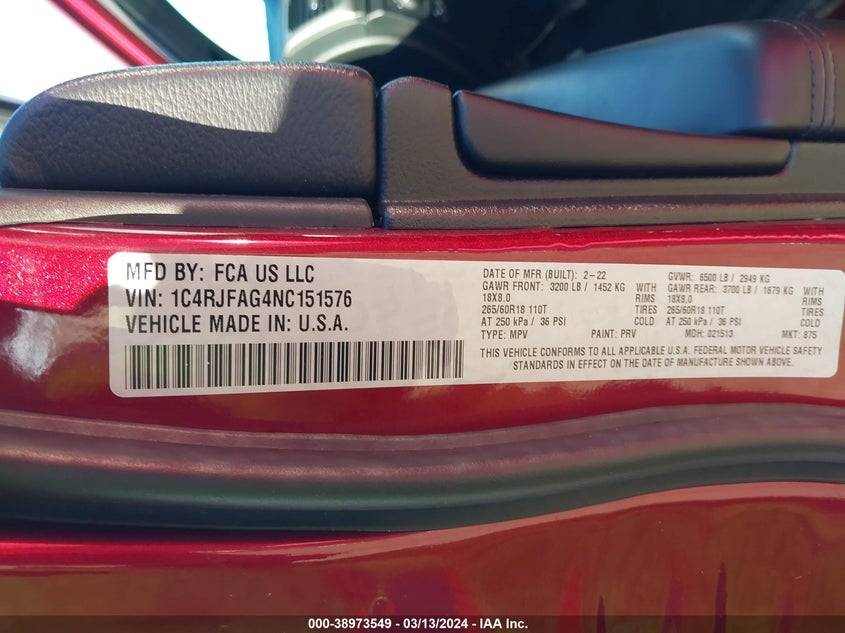 MFD BY: FCA US LLC
VIN: 1C4RJFAG4NC151576
VEHICLE MADE IN: U.S.A.
DATE OF MFR (BUILT): 2-22 GVWR: 6500 LB / 2949 KG
GAWR FRONT: 3200 LB / 1452 KG WITH GAWR REAR: 3700 LB / 1679 KG WITH
18X8.0 18X8.0
265/60R18 110T TIRES 265/60R18 110T TIRES
AT 250 kPa / 36 PSI COLD AT 250 kPa / 36 PSI COLD
TYPE: MPV PAINT: PRV MDH: 021513 MKT: 875
THIS VEHICLE CONFORMS TO ALL APPLICABLE U.S.A. FEDERAL MOTOR VEHICLE SAFETY
STANDARDS IN EFFECT ON THE DATE OF MANUFACTURE SHOWN ABOVE.
000-38973549 - 03/13/2024 - IAA Inc.